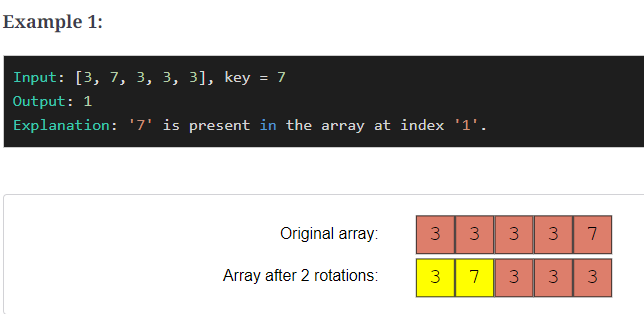 Example 1:
Input: [3, 7, 3, 3, 3], key = 7
Output: 1
Explanation: '7' is present in the array at index '1'.
Original array: 3 3 3 3 7
Array after 2 rotations: 3 7 3 3 3